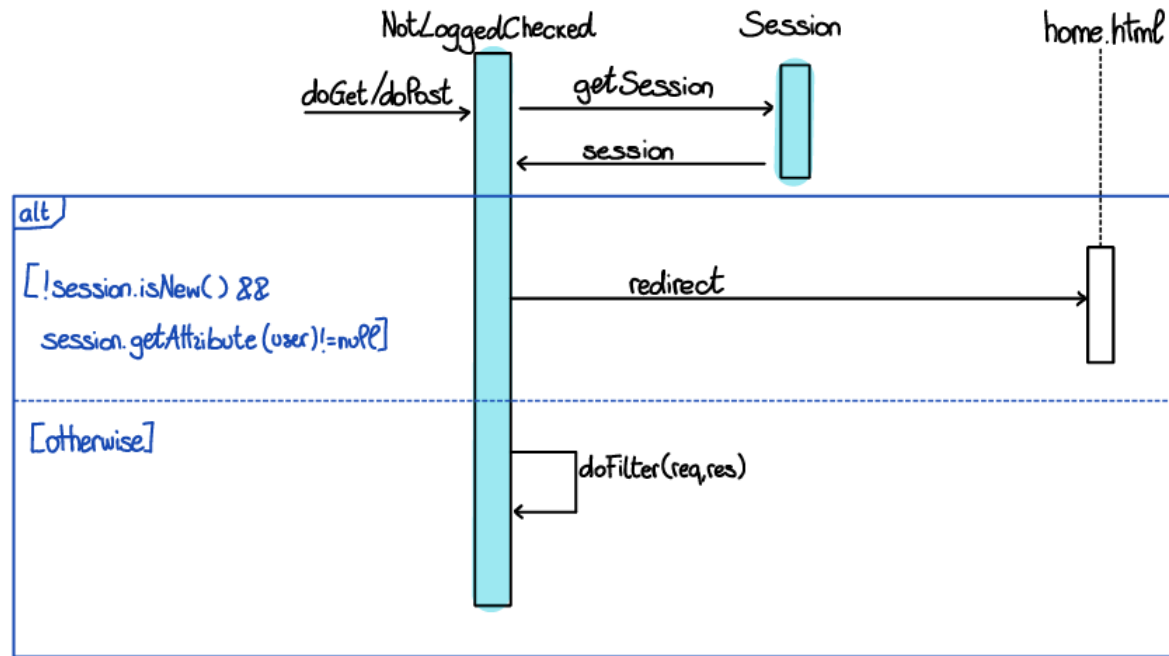 NotLoggedChecked
Session
home.html
doGet/doPost
getSession
session
alt
[!session.isNew() &&
session.getAttribute(user)!=null]
redirect
[otherwise]
doFilter(req,res)